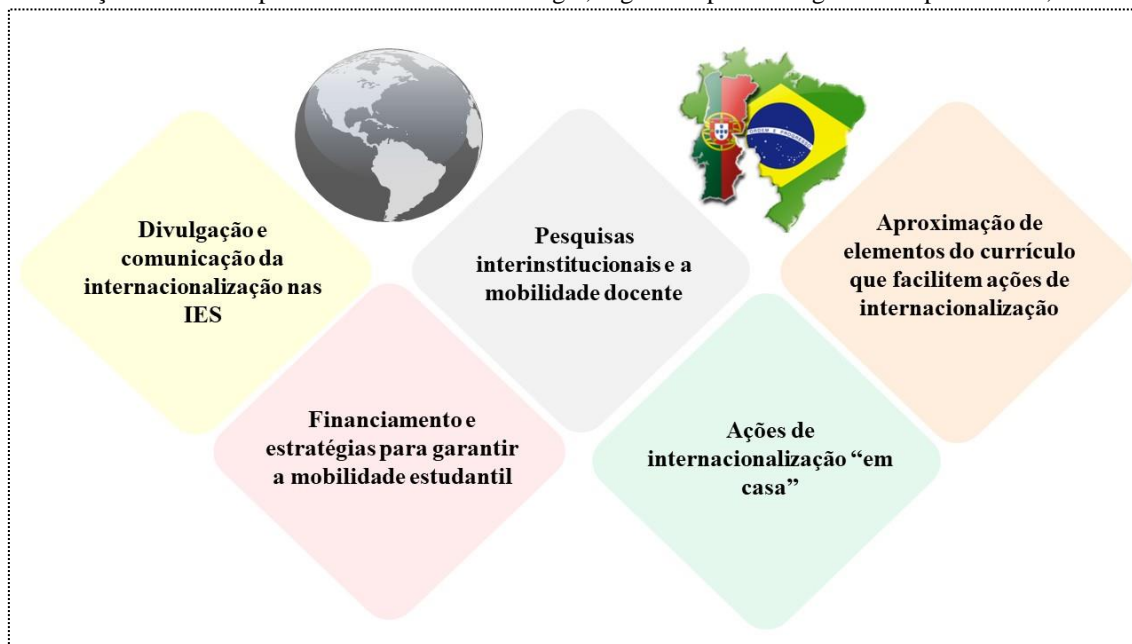 Divulgação e
comunicação da
internacionalização nas
IES
Pesquisas
interinstitucionais e a
mobilidade docente
Aproximação de
elementos do currículo
que facilitem ações de
internacionalização
Financiamento e
estratégias para garantir
a mobilidade estudantil
Ações de
internacionalização “em
casa”